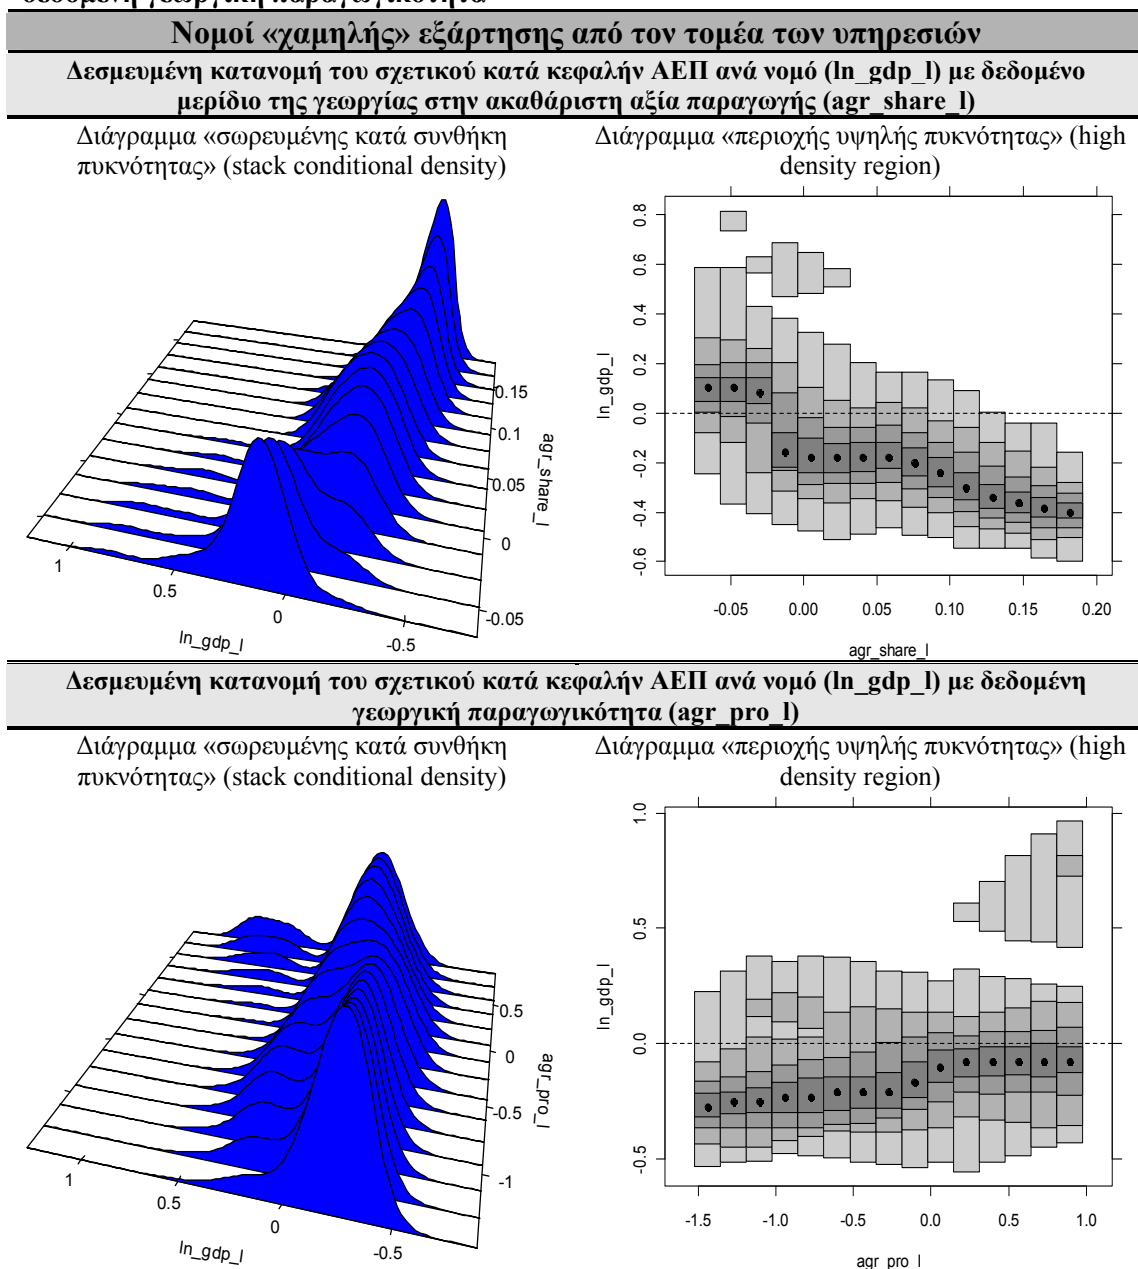 δεδομένη γεωργική παραγωγικότητα
Νομοί «χαμηλής» εξάρτησης από τον τομέα των υπηρεσιών
Δεσμευμένη κατανομή του σχετικού κατά κεφαλήν ΑΕΠ ανά νομό (ln_gdp_l) με δεδομένο
μερίδιο της γεωργίας στην ακαθάριστη αξία παραγωγής (agr_share_l)
Διάγραμμα «σωρευμένης κατά συνθήκη
πυκνότητας» (stack conditional density)
Διάγραμμα «περιοχής υψηλής πυκνότητας» (high
density region)
1
0.5
0
-0.5
ln_gdp_l
0.15
0.1
0.05
0
-0.05
agr_share_l
0.8
0.6
0.4
0.2
0.0
-0.2
-0.4
-0.6
ln_gdp_l
-0.05
0.00
0.05
0.10
0.15
0.20
agr_share_l
Δεσμευμένη κατανομή του σχετικού κατά κεφαλήν ΑΕΠ ανά νομό (ln_gdp_l) με δεδομένη
γεωργική παραγωγικότητα (agr_pro_l)
Διάγραμμα «σωρευμένης κατά συνθήκη
πυκνότητας» (stack conditional density)
Διάγραμμα «περιοχής υψηλής πυκνότητας» (high
density region)
1
0.5
0
-0.5
ln_gdp_l
0.5
0
-0.5
-1
agr_pro_l
1.0
0.5
0.0
-0.5
ln_gdp_l
-1.5
-1.0
-0.5
0.0
0.5
1.0
agr_pro_l